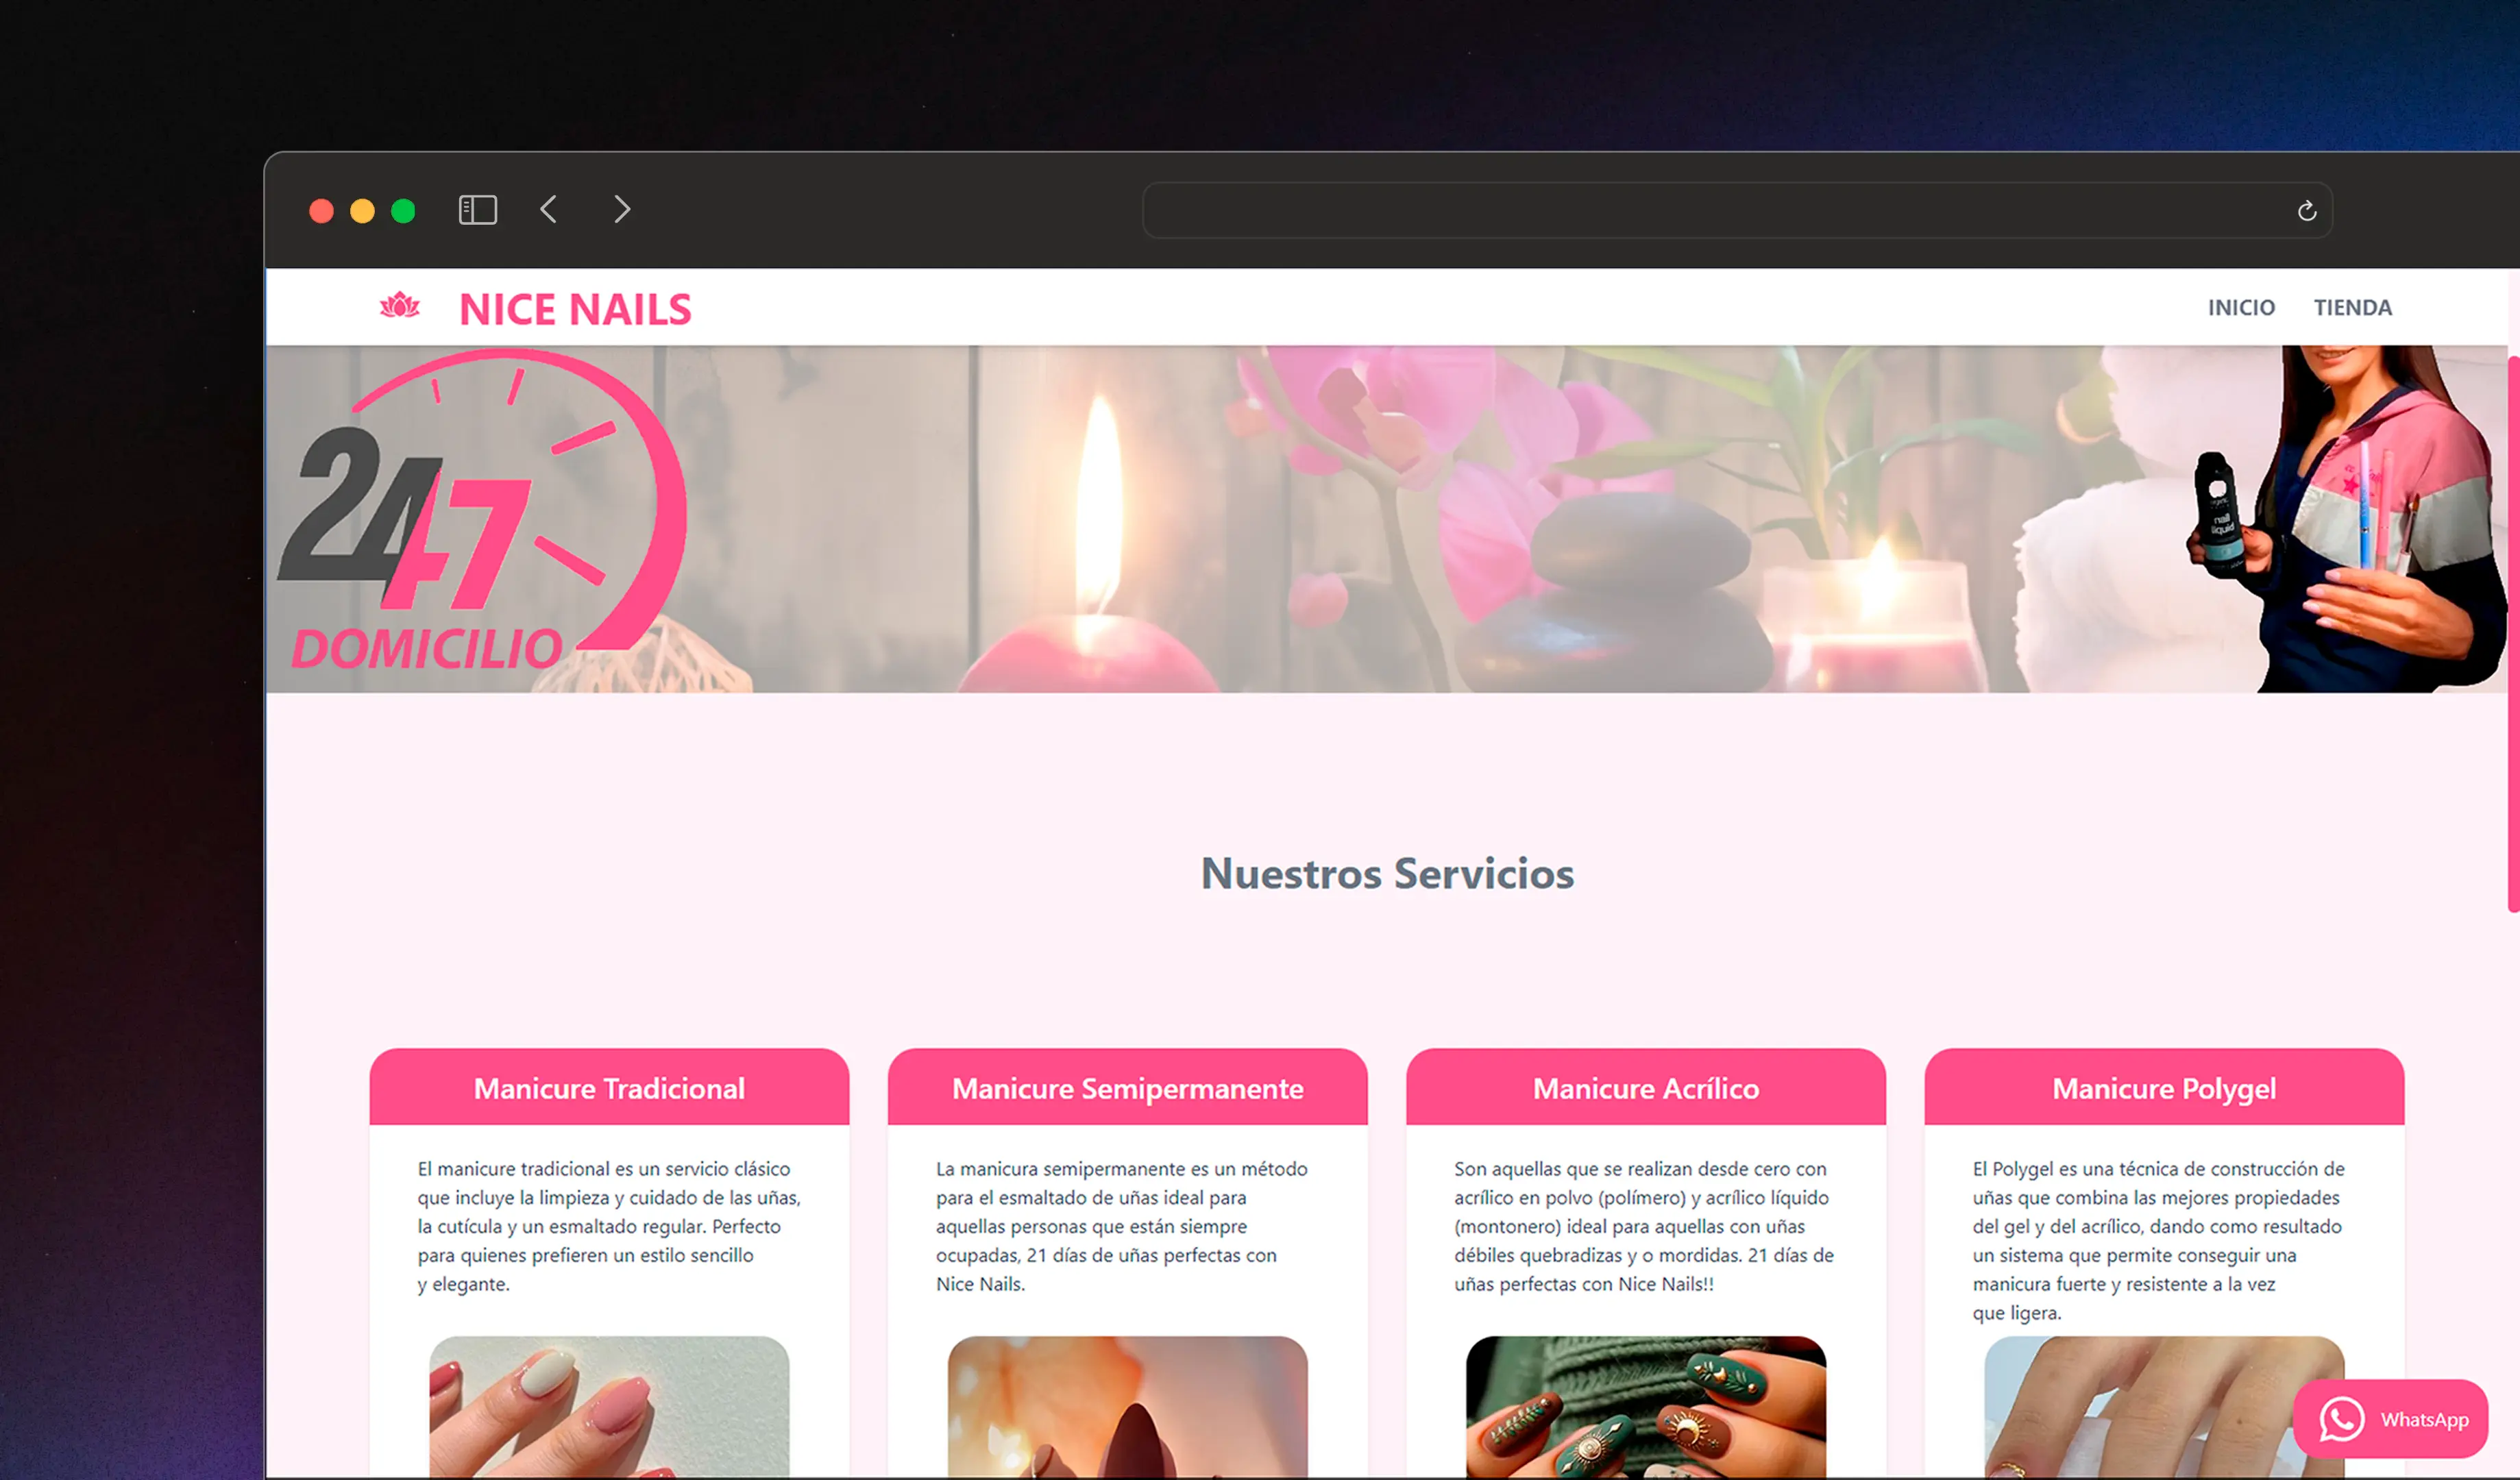 NICE NAILS
INICIO
TIENDA
24
7
DOMICILIO
nail
liquid
Nuestros Servicios
Manicure Tradicional
El manicure tradicional es un servicio clásico
que incluye la limpieza y cuidado de las uñas,
la cutícula y un esmaltado regular. Perfecto
para quienes prefieren un estilo sencillo
y elegante.
Manicure Semipermanente
La manicura semipermanente es un método
para el esmaltado de uñas ideal para
aquellas personas que están siempre
ocupadas, 21 días de uñas perfectas con
Nice Nails.
Manicure Acrílico
Son aquellas que se realizan desde cero con
acrílico en polvo (polímero) y acrílico líquido
(montonero) ideal para aquellas con uñas
débiles quebradizas y o mordidas. 21 días de
uñas perfectas con Nice Nails!!
Manicure Polygel
El Polygel es una técnica de construcción de
uñas que combina las mejores propiedades
del gel y del acrílico, dando como resultado
un sistema que permite conseguir una
manicura fuerte y resistente a la vez
que ligera.
WhatsApp